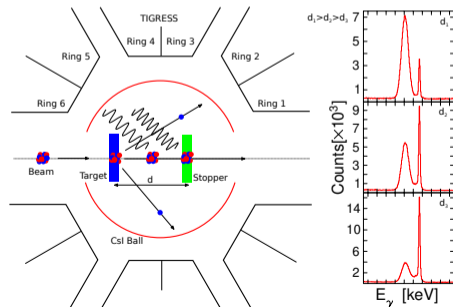 TIGRESS
Ring 4 Ring 3
Ring 5
Ring 2
Ring 6
Ring 1
Beam
Target
d
Stopper
CsI Ball
d₁>d₂>d₃
d₁
7
5
3
1
d₂
9
7
5
3
1
d₃
14
10
6
2
Counts[×10³]
E_γ [keV]